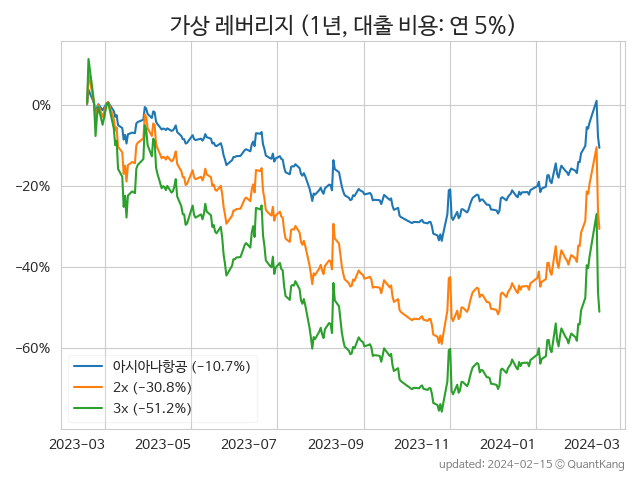 가상 레버리지 (1년, 대출 비용: 연 5%)
0%
−20%
−40%
−60%
아시아나항공 (−10.7%)
2x (−30.8%)
3x (−51.2%)
2023-03 2023-05 2023-07 2023-09 2023-11 2024-01 2024-03
updated: 2024-02-15 © QuantKang